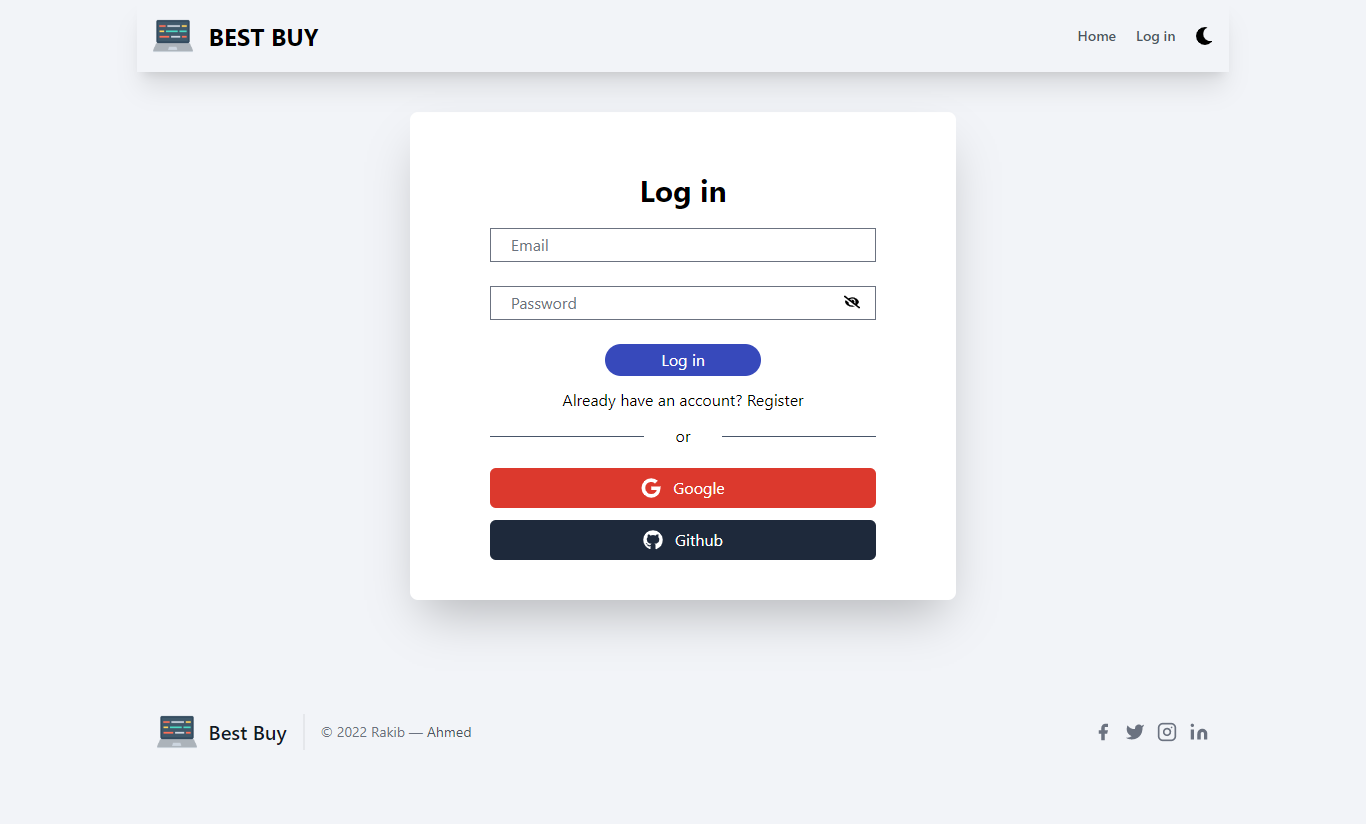 BEST BUY
Home Log in
Log in
Email
Password
Log in
Already have an account? Register
or
Google
Github
Best Buy
© 2022 Rakib — Ahmed